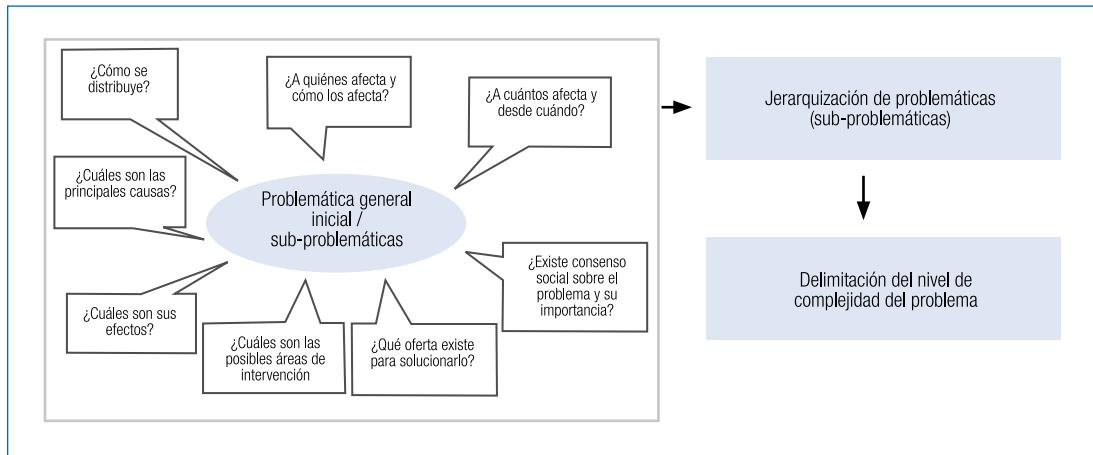 ¿Cómo se
distribuye?
¿A quiénes afecta y
cómo los afecta?
¿A cuántos afecta y
desde cuándo?
¿Cuáles son las
principales causas?
Problemática general
inicial /
sub-problemáticas
¿Existe consenso
social sobre el
problema y su
importancia?
¿Cuáles son sus
efectos?
¿Cuáles son las
posibles áreas de
intervención
¿Qué oferta existe
para solucionarlo?
Jerarquización de problemáticas
(sub-problemáticas)
Delimitación del nivel de
complejidad del problema